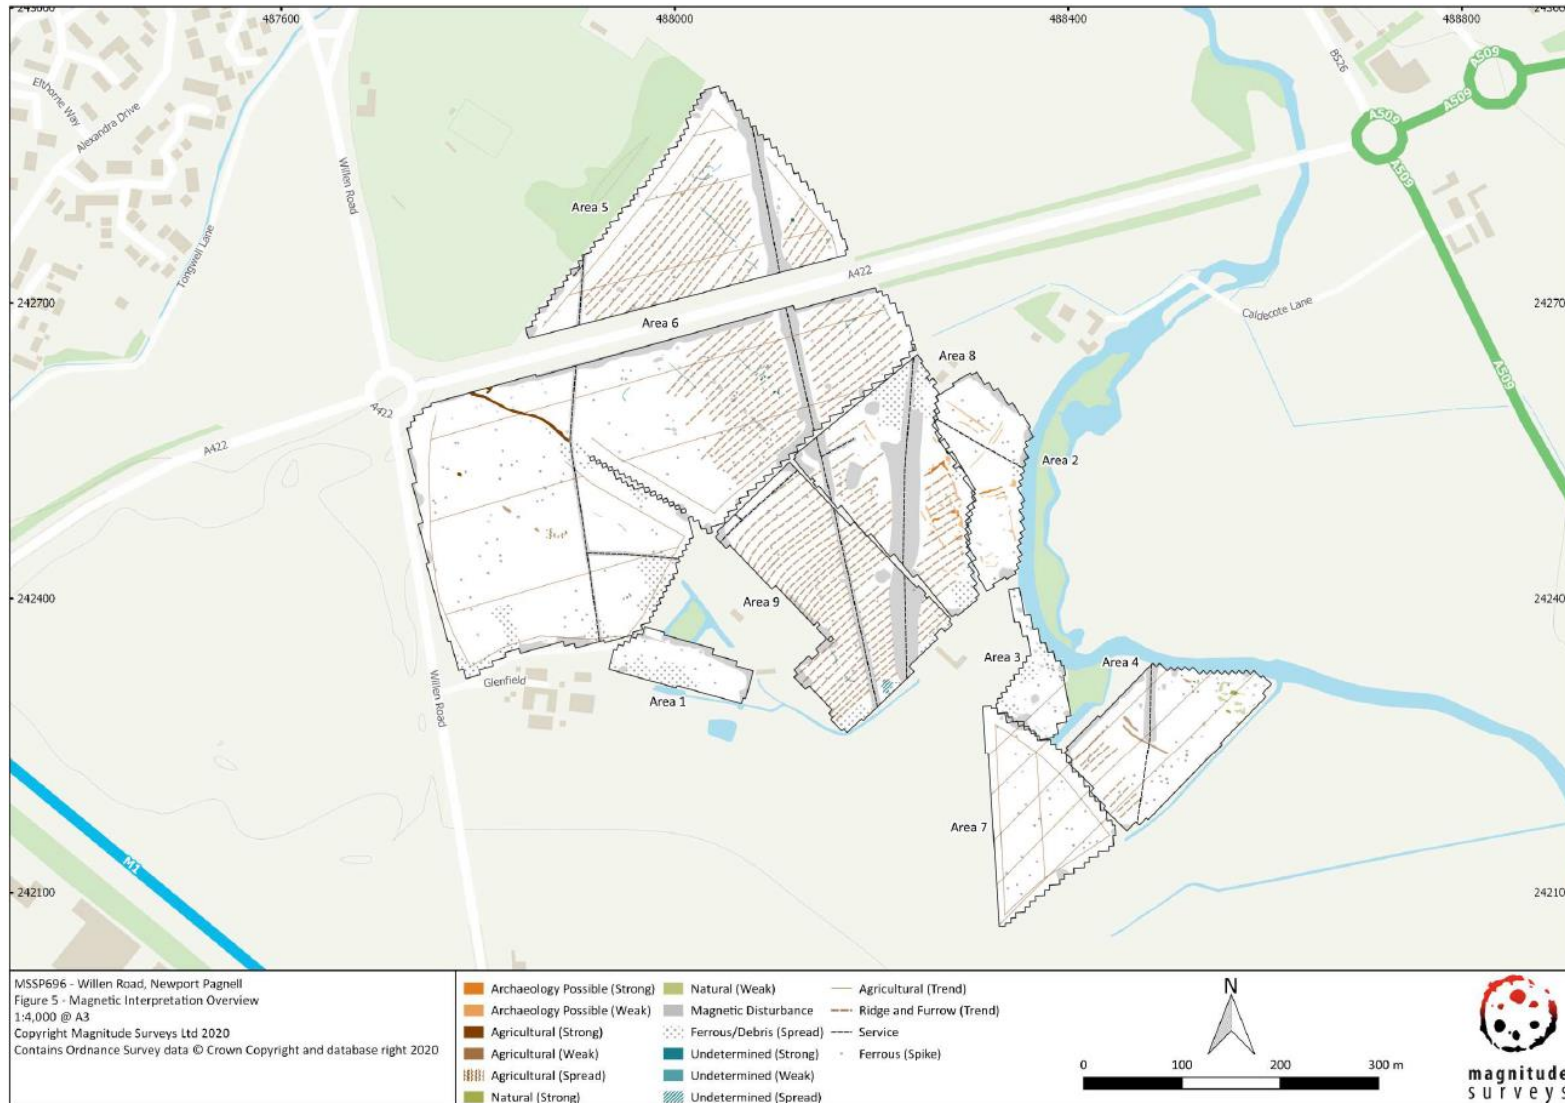 487600
488000
488400
488800
Elthorne Way
Alexandra Drive
Tongwell Lane
Willen Road
B526
A509
A509
A509
A509
A509
Area 5
A422
242700
24270
Area 6
Caldecote Lane
Area 8
A422
A422
Area 2
242400
24240
Area 9
Area 3
Area 4
Glenfield
Area 1
Willen Road
Area 7
M1
242100
24210
MSSP696 - Willen Road, Newport Pagnell
Figure 5 - Magnetic Interpretation Overview
1:4,000 @ A3
Copyright Magnitude Surveys Ltd 2020
Contains Ordnance Survey data © Crown Copyright and database right 2020
Archaeology Possible (Strong)
Archaeology Possible (Weak)
Agricultural (Strong)
Agricultural (Weak)
Agricultural (Spread)
Natural (Strong)
Natural (Weak)
Magnetic Disturbance
Ferrous/Debris (Spread)
Undetermined (Strong)
Undetermined (Weak)
Undetermined (Spread)
Agricultural (Trend)
Ridge and Furrow (Trend)
Service
Ferrous (Spike)
N
0 100 200 300 m
magnitude
surveys